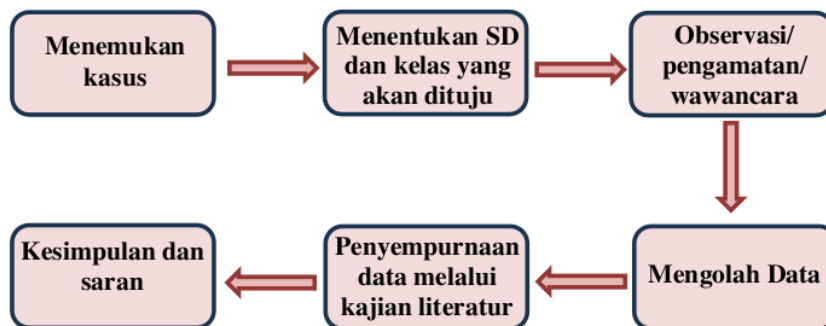 Menemukan
kasus
Menentukan SD
dan kelas yang
akan dituju
Observasi/
pengamatan/
wawancara
Mengolah Data
Penyempurnaan
data melalui
kajian literatur
Kesimpulan dan
saran